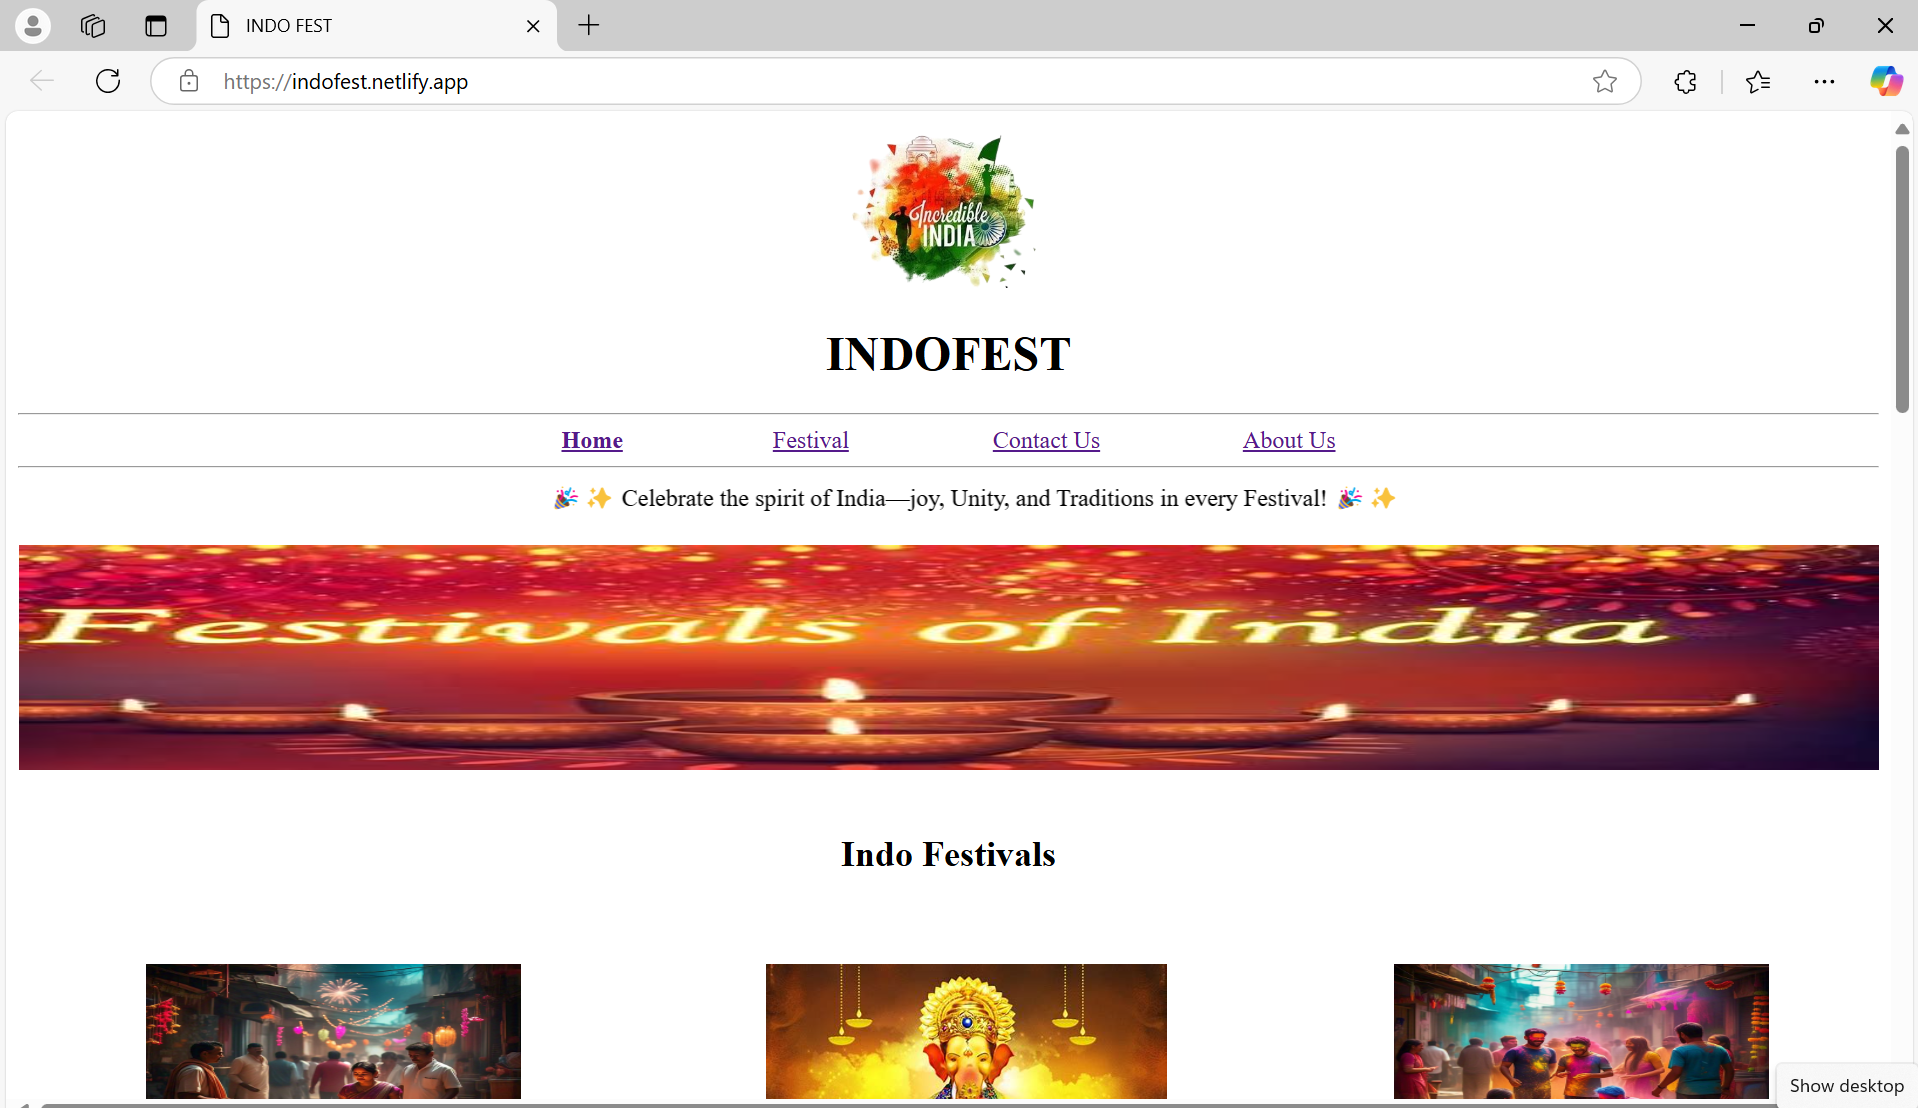 INDO FEST
https://indofest.netlify.app
Incredible
INDIA
INDOFEST
Home Festival Contact Us About Us
🎉 ✨ Celebrate the spirit of India—joy, Unity, and Traditions in every Festival! 🎉 ✨
Festivals of India
Indo Festivals
Show desktop